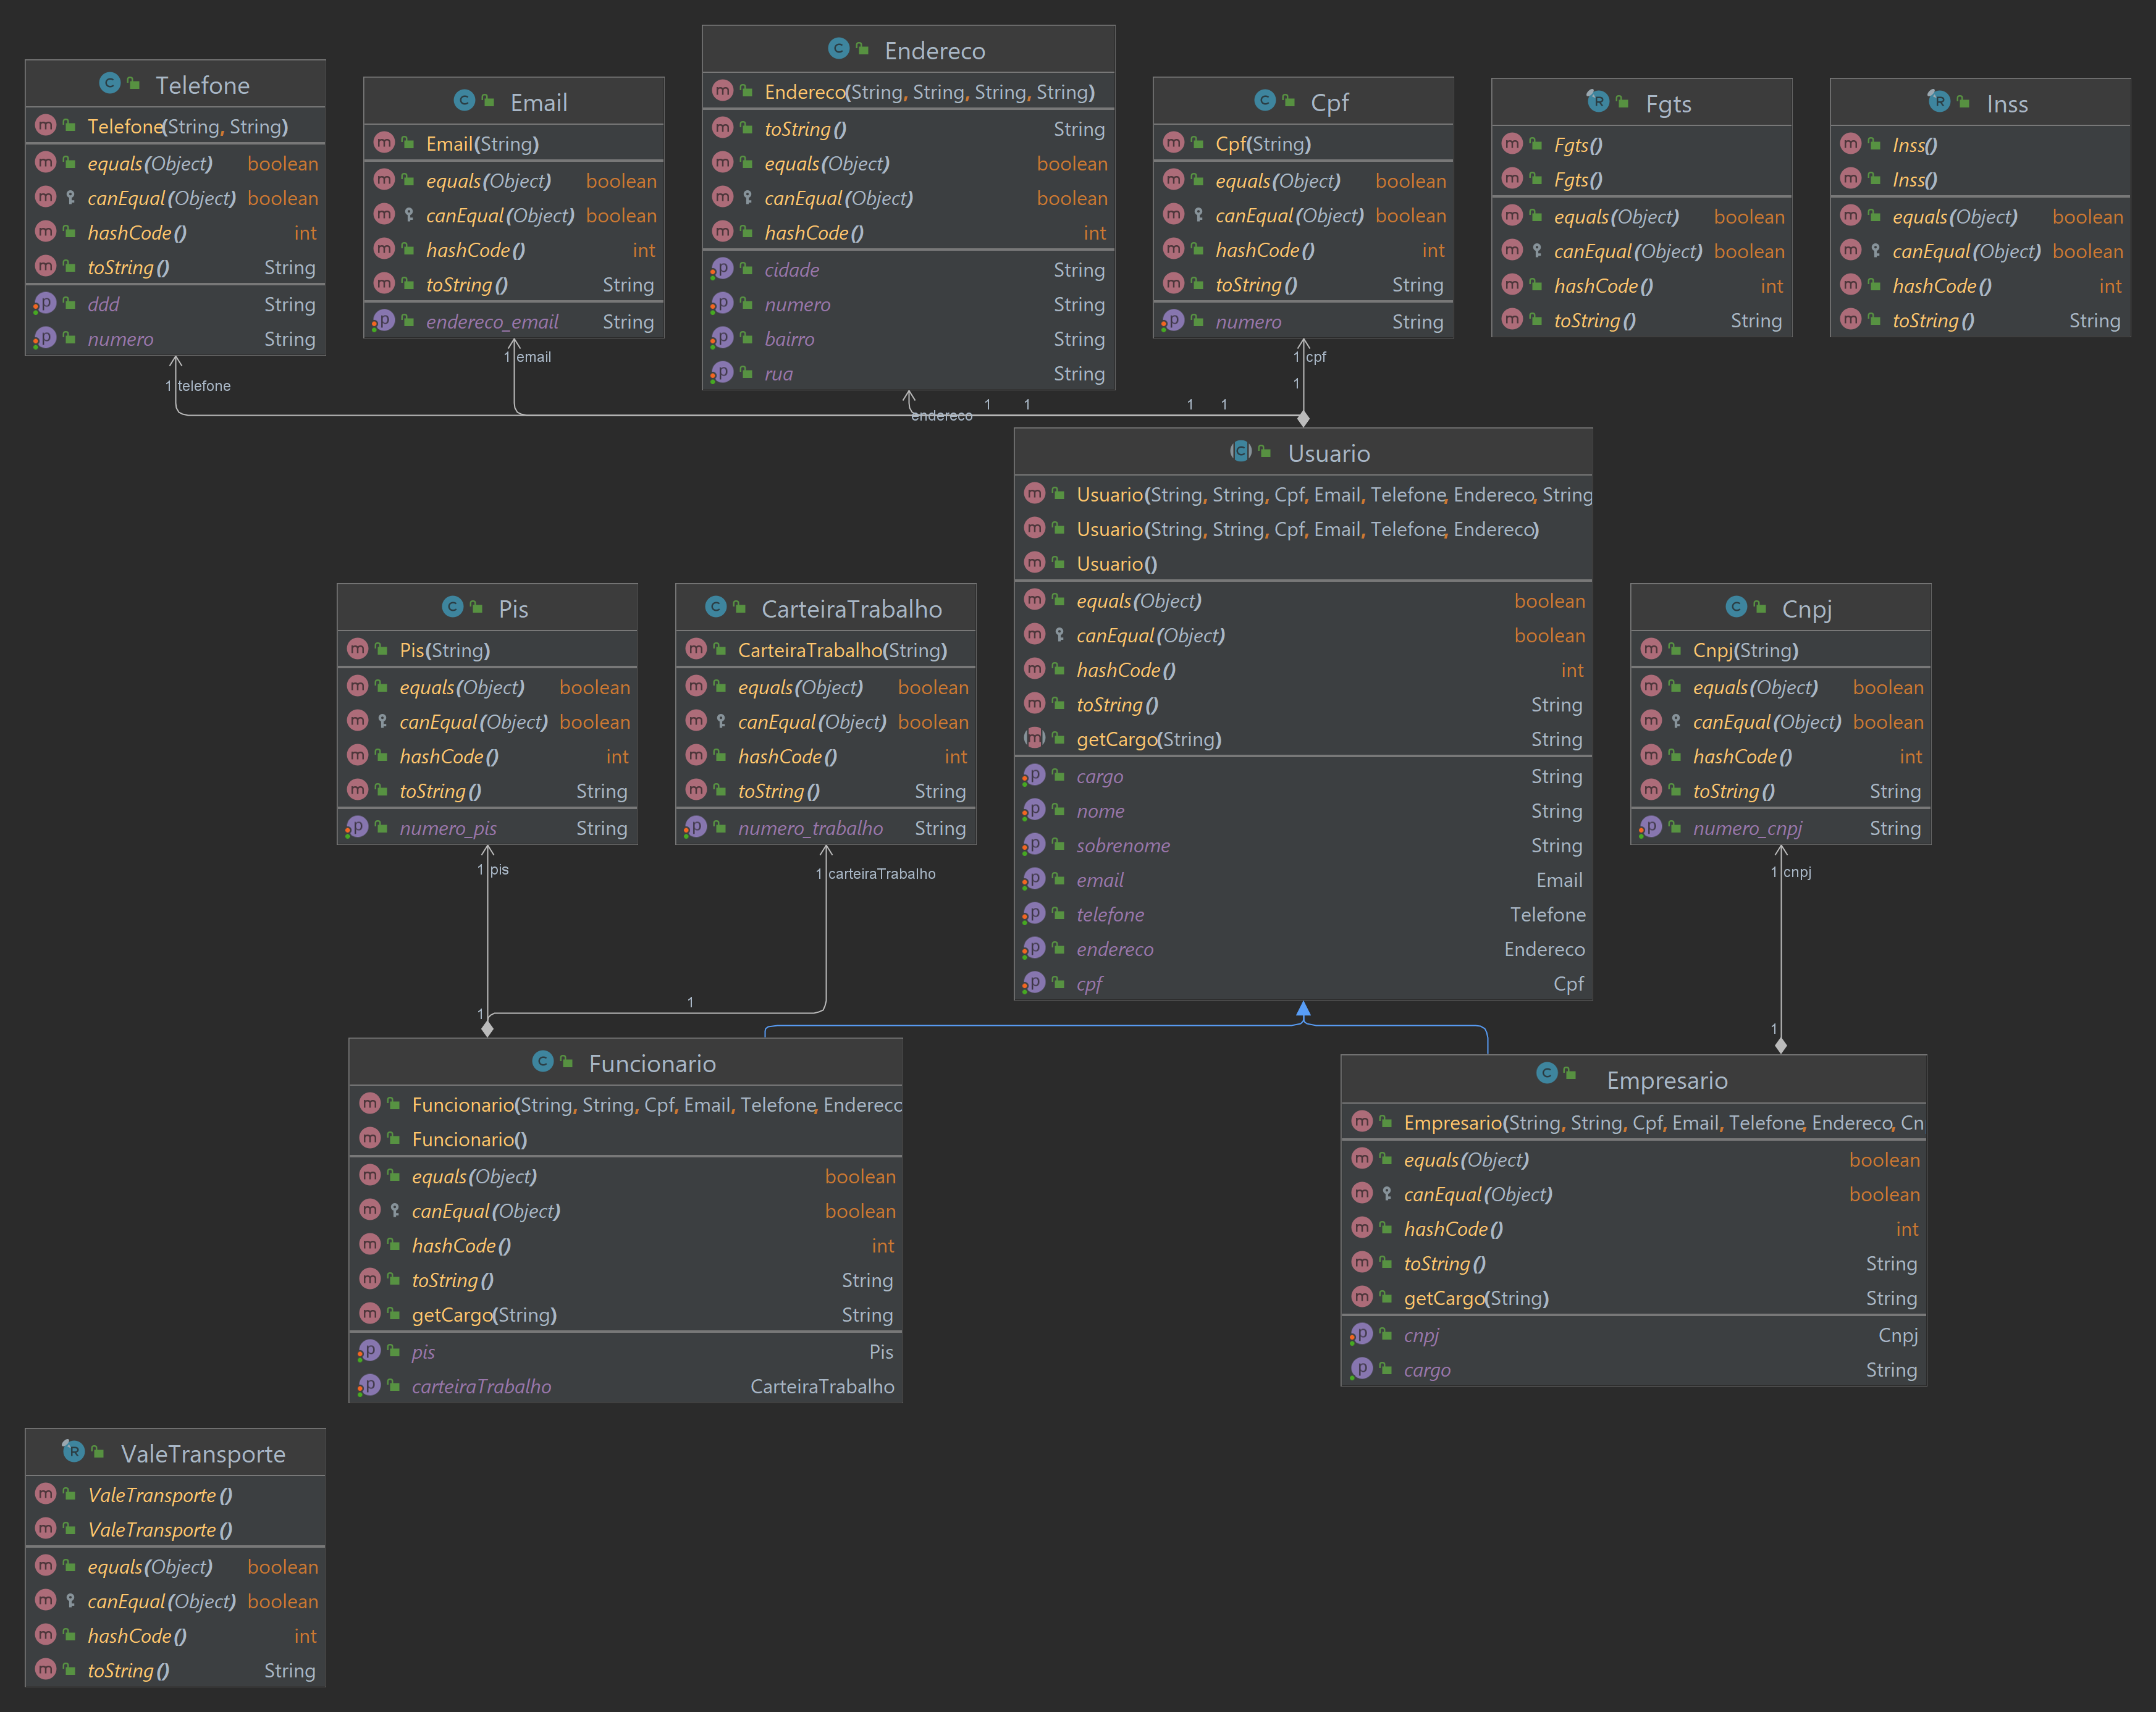 Telefone
Telefone(String, String)
equals(Object) boolean
canEqual(Object) boolean
hashCode() int
toString() String
ddd String
numero String
Email
Email(String)
equals(Object) boolean
canEqual(Object) boolean
hashCode() int
toString() String
endereco_email String
Endereco
Endereco(String, String, String, String)
toString() String
equals(Object) boolean
canEqual(Object) boolean
hashCode() int
cidade String
numero String
bairro String
rua String
Cpf
Cpf(String)
equals(Object) boolean
canEqual(Object) boolean
hashCode() int
toString() String
numero String
Fgts
Fgts()
Fgts()
equals(Object) boolean
canEqual(Object) boolean
hashCode() int
toString() String
Inss
Inss()
Inss()
equals(Object) boolean
canEqual(Object) boolean
hashCode() int
toString() String
1 telefone
1 email
endereco
1 1 1 1
1 cpf
1
Usuario
Usuario(String, String, Cpf, Email, Telefone, Endereco, String
Usuario(String, String, Cpf, Email, Telefone, Endereco)
Usuario()
equals(Object) boolean
canEqual(Object) boolean
hashCode() int
toString() String
getCargo(String) String
cargo String
nome String
sobrenome String
email Email
telefone Telefone
endereco Endereco
cpf Cpf
Pis
Pis(String)
equals(Object) boolean
canEqual(Object) boolean
hashCode() int
toString() String
numero_pis String
CarteiraTrabalho
CarteiraTrabalho(String)
equals(Object) boolean
canEqual(Object) boolean
hashCode() int
toString() String
numero_trabalho String
Cnpj
Cnpj(String)
equals(Object) boolean
canEqual(Object) boolean
hashCode() int
toString() String
numero_cnpj String
1 pis
1 carteiraTrabalho
1
1
1 cnpj
1
Funcionario
Funcionario(String, String, Cpf, Email, Telefone, Enderecc
Funcionario()
equals(Object) boolean
canEqual(Object) boolean
hashCode() int
toString() String
getCargo(String) String
pis Pis
carteiraTrabalho CarteiraTrabalho
Empresario
Empresario(String, String, Cpf, Email, Telefone, Endereco, Cn
equals(Object) boolean
canEqual(Object) boolean
hashCode() int
toString() String
getCargo(String) String
cnpj Cnpj
cargo String
ValeTransporte
ValeTransporte()
ValeTransporte()
equals(Object) boolean
canEqual(Object) boolean
hashCode() int
toString() String